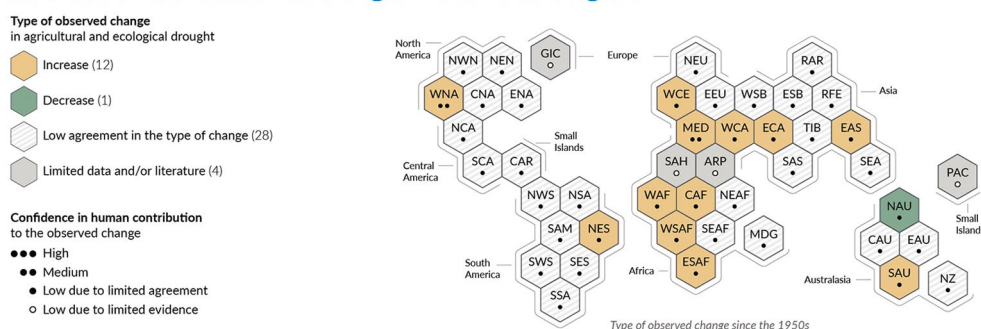 Type of observed change
in agricultural and ecological drought
Increase (12)
Decrease (1)
Low agreement in the type of change (28)
Limited data and/or literature (4)
Confidence in human contribution
to the observed change
High
Medium
Low due to limited agreement
Low due to limited evidence
North
America
GIC
Europe
NWN NEN
NEU
RAR
WNA CNA ENA
WCE EEU WSB ESB RFE
Asia
NCA
MED WCA ECA TIB EAS
Small
Islands
Central
America
SCA CAR
SAH ARP
SAS
SEA
PAC
NWS NSA
WAF CAF NEAF
NAU
Small
Island
SAM NES
WSAF SEAF MDG
CAU EAU
South
America
SWS SES
Africa
ESAF
Australasia
SAU NZ
SSA
Type of observed change since the 1950s